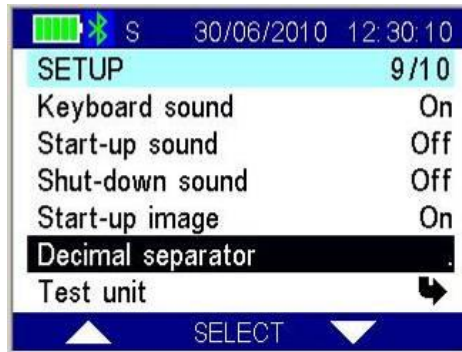 S 30/06/2010 12:30:10
SETUP 9/10
Keyboard sound On
Start-up sound Off
Shut-down sound Off
Start-up image On
Decimal separator .
Test unit
SELECT